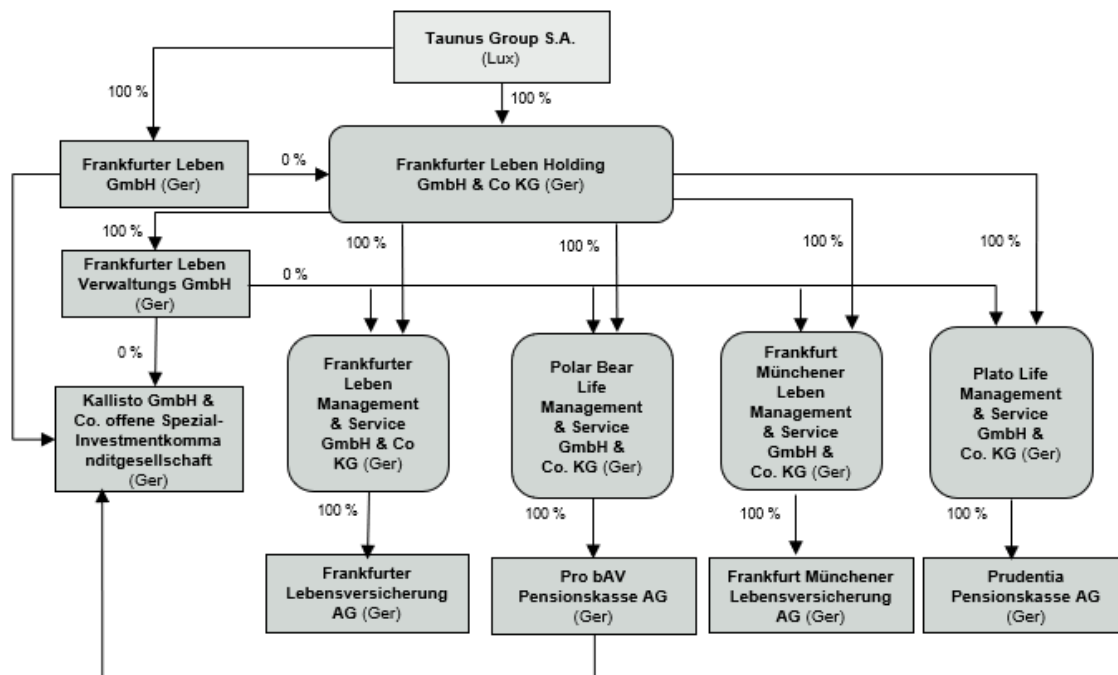 Taunus Group S.A.
(Lux)
100 %
100 %
Frankfurter Leben
GmbH (Ger)
0 %
Frankfurter Leben Holding
GmbH & Co KG (Ger)
100 %
100 %
100 %
100 %
100 %
Frankfurter Leben
Verwaltungs GmbH
(Ger)
0 %
0 %
Kallisto GmbH &
Co. offene Spezial-
Investmentkomma
nditgesellschaft
(Ger)
Frankfurter
Leben
Management
& Service
GmbH & Co
KG (Ger)
Polar Bear
Life
Management
& Service
GmbH &
Co. KG (Ger)
Frankfurt
Münchener
Leben
Management
& Service
GmbH &
Co. KG (Ger)
Plato Life
Management
& Service
GmbH &
Co. KG (Ger)
100 %
100 %
100 %
100 %
Frankfurter
Lebensversicherung
AG (Ger)
Pro bAV
Pensionskasse AG
(Ger)
Frankfurt Münchener
Lebensversicherung
AG (Ger)
Prudentia
Pensionskasse AG
(Ger)